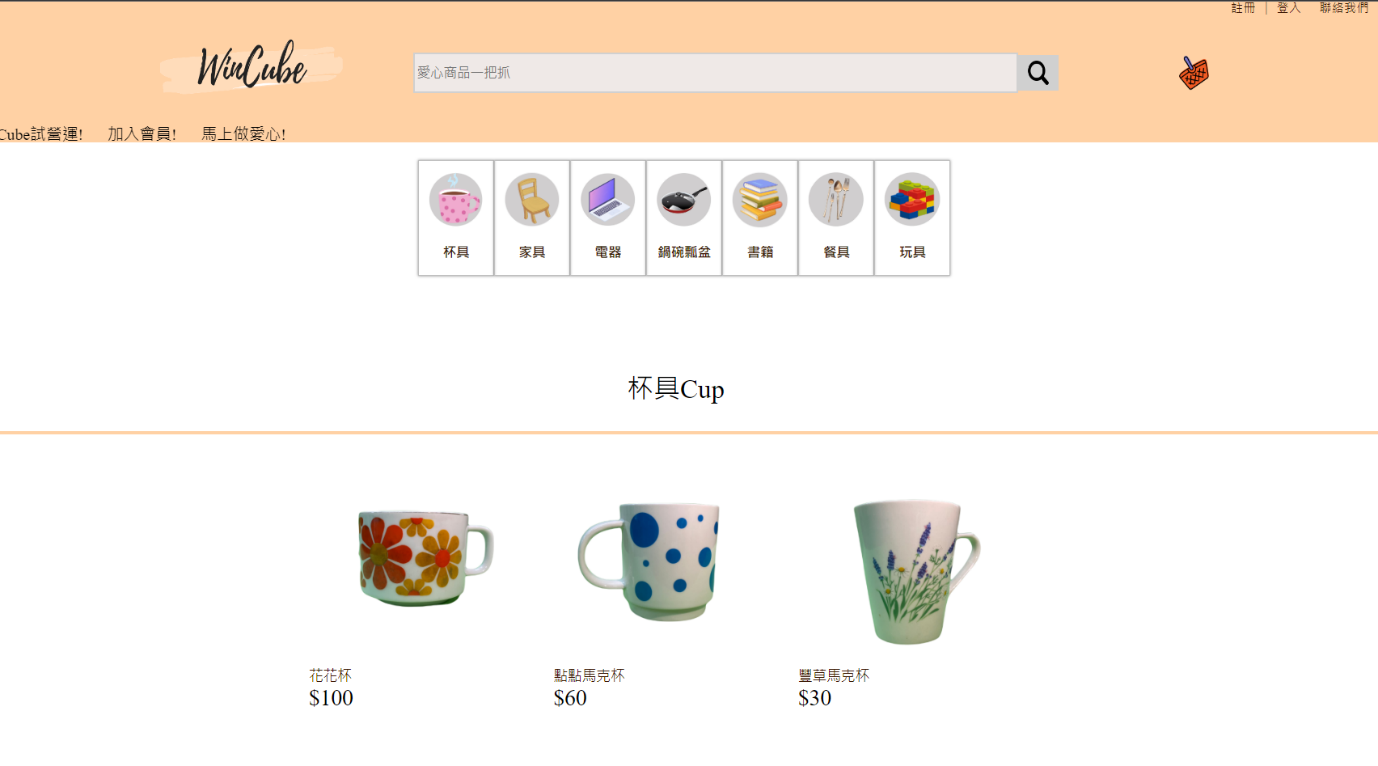 註冊 | 登入 聯絡我們
WinCube
愛心商品一把抓
Cube試營運! 加入會員! 馬上做愛心!
杯具 家具 電器 鍋碗瓢盆 書籍 餐具 玩具
杯具Cup
花花杯 點點馬克杯 豐草馬克杯
$100 $60 $30